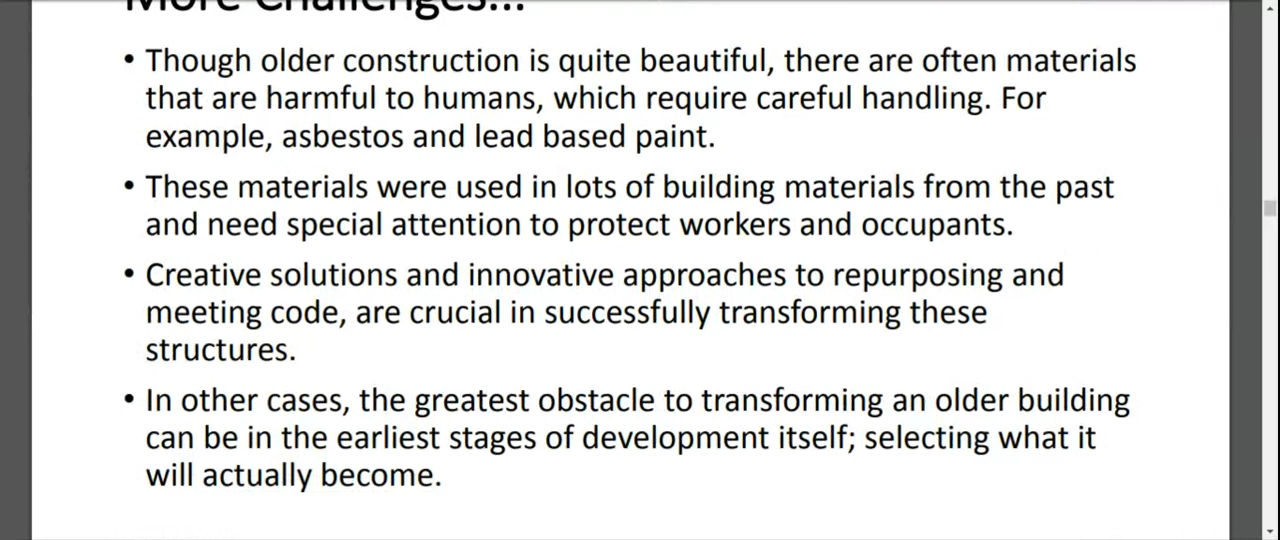 More Challenges...
• Though older construction is quite beautiful, there are often materials
that are harmful to humans, which require careful handling. For
example, asbestos and lead based paint.
• These materials were used in lots of building materials from the past
and need special attention to protect workers and occupants.
• Creative solutions and innovative approaches to repurposing and
meeting code, are crucial in successfully transforming these
structures.
• In other cases, the greatest obstacle to transforming an older building
can be in the earliest stages of development itself; selecting what it
will actually become.